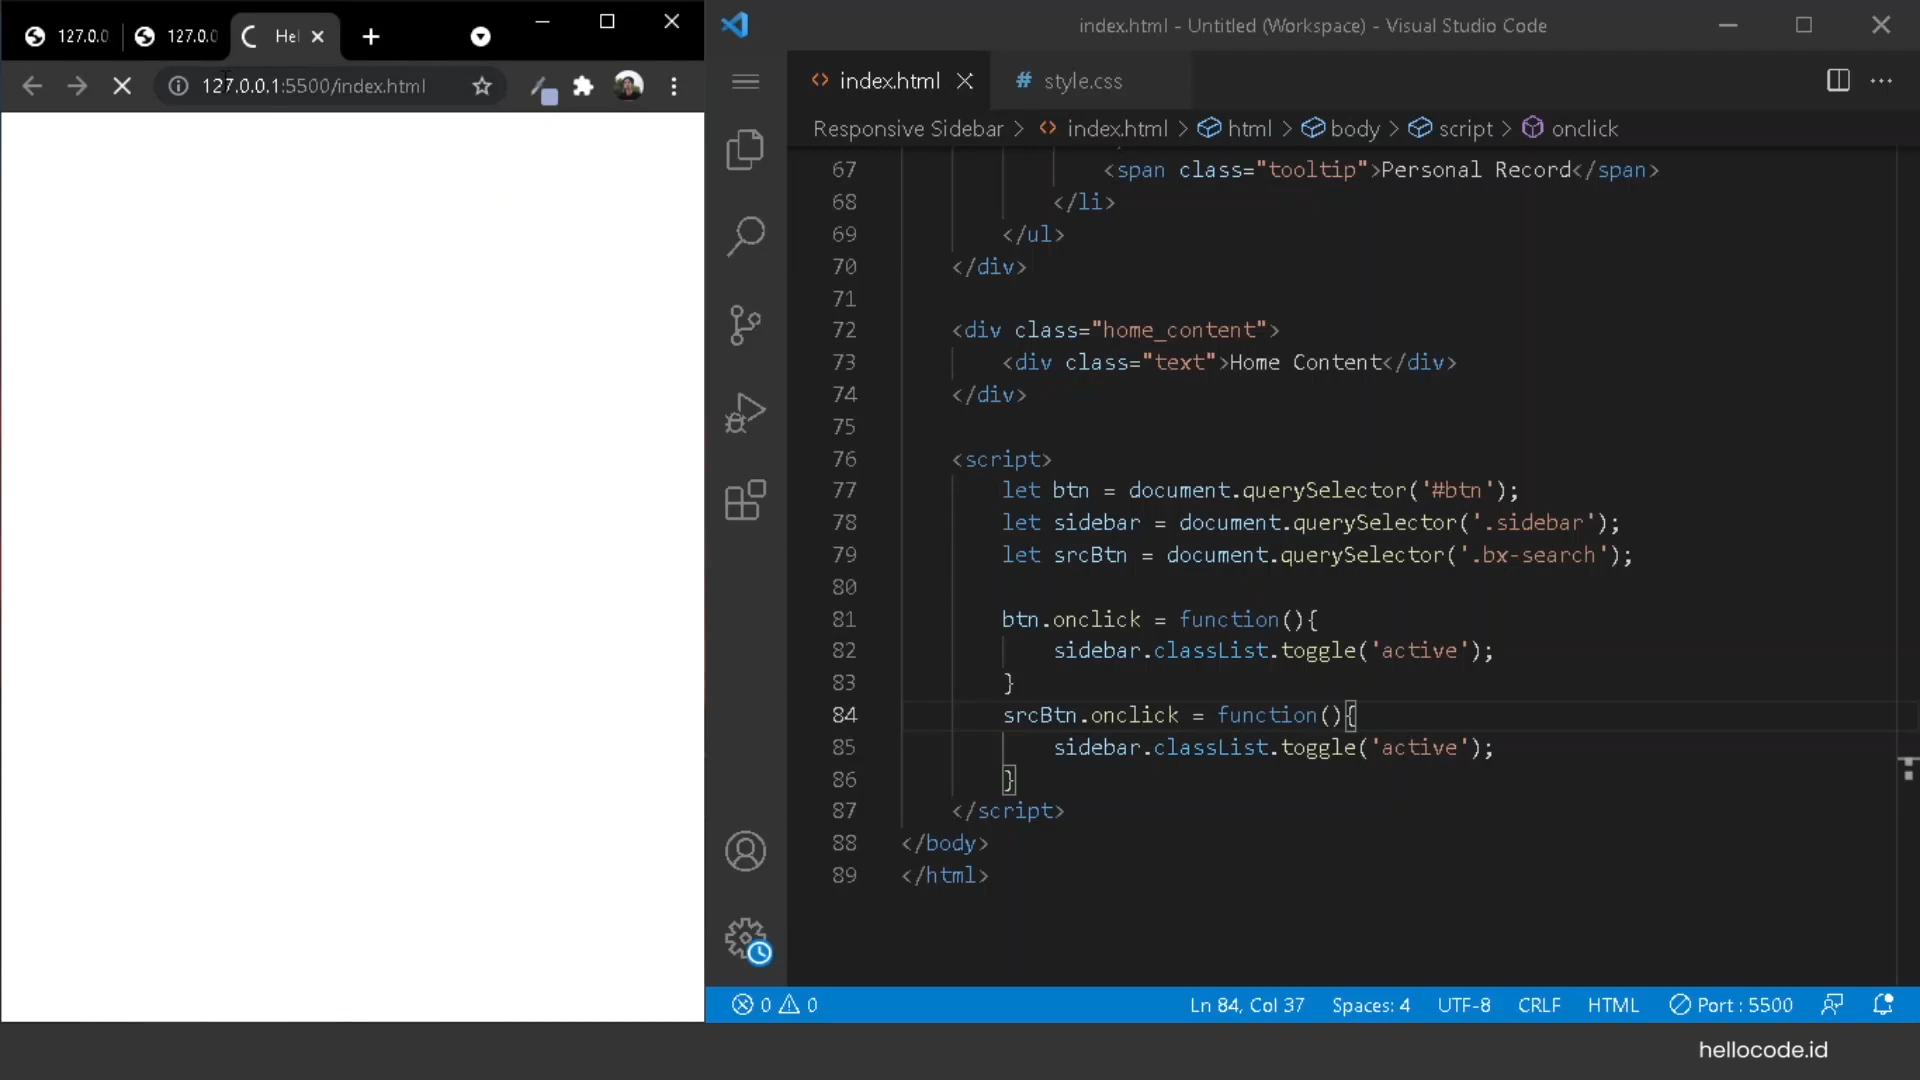 127.0.0
127.0.0
Hel
127.0.0.1:5500/index.html
index.html - Untitled (Workspace) - Visual Studio Code
index.html
# style.css
Responsive Sidebar > index.html > html > body > script > onclick
67 <span class="tooltip">Personal Record</span>
68 </li>
69 </ul>
70 </div>
71
72 <div class="home_content">
73 <div class="text">Home Content</div>
74 </div>
75
76 <script>
77 let btn = document.querySelector('#btn');
78 let sidebar = document.querySelector('.sidebar');
79 let srcBtn = document.querySelector('.bx-search');
80
81 btn.onclick = function(){
82 sidebar.classList.toggle('active');
83 }
84 srcBtn.onclick = function(){
85 sidebar.classList.toggle('active');
86 }
87 </script>
88 </body>
89 </html>
0 0 Ln 84, Col 37 Spaces: 4 UTF-8 CRLF HTML Port : 5500
hellocode.id